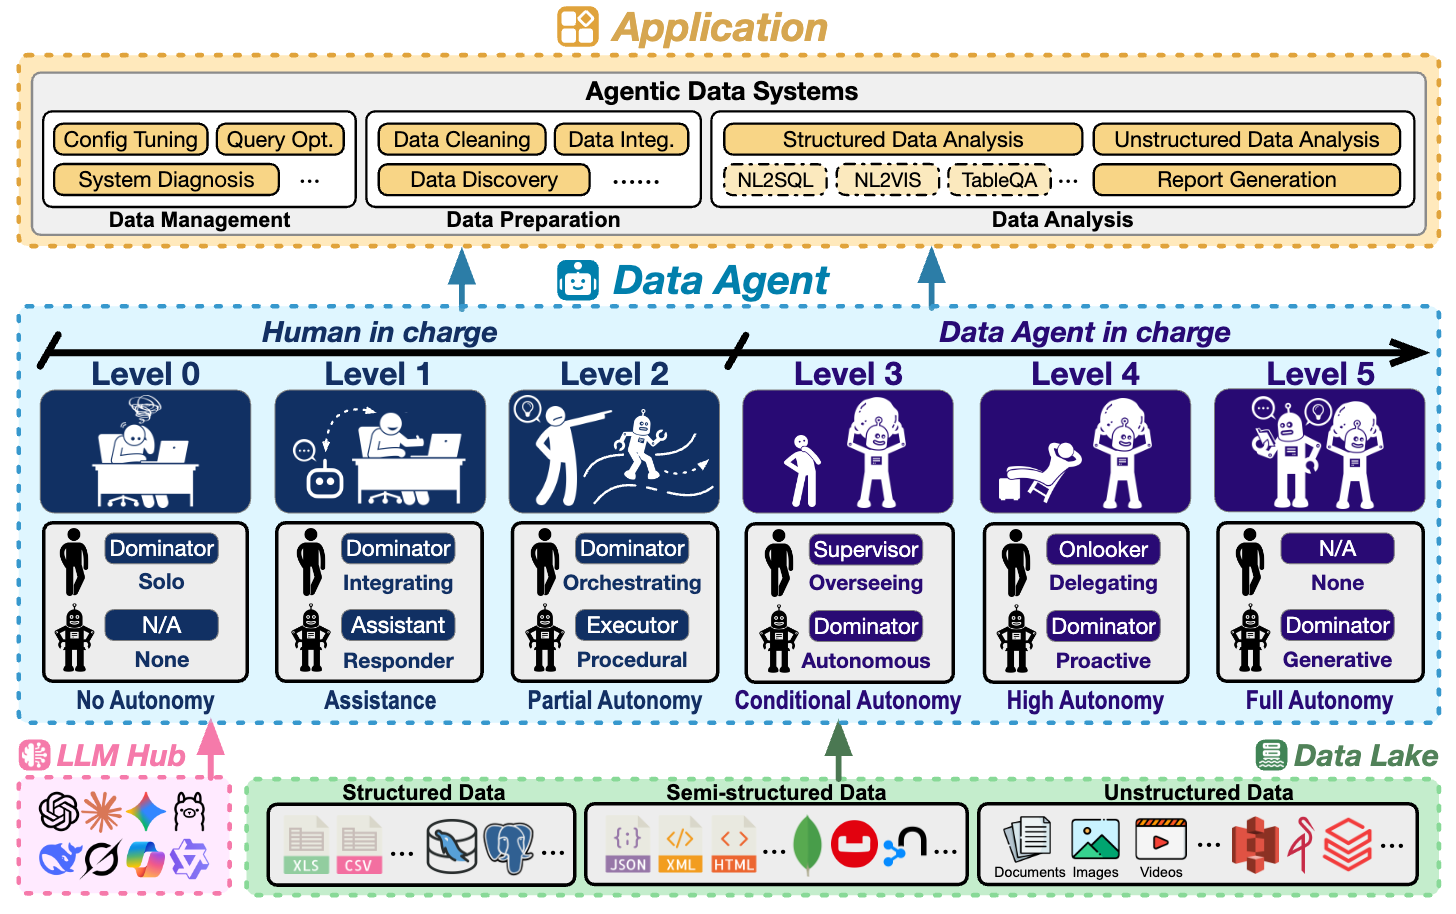 Application
Agentic Data Systems
Config Tuning
Query Opt.
System Diagnosis
...
Data Management
Data Cleaning
Data Integ.
Data Discovery
......
Data Preparation
Structured Data Analysis
Unstructured Data Analysis
NL2SQL
NL2VIS
TableQA
...
Report Generation
Data Analysis
Data Agent
Human in charge
Data Agent in charge
Level 0
Level 1
Level 2
Level 3
Level 4
Level 5
Dominator
Solo
N/A
None
No Autonomy
Dominator
Integrating
Assistant
Responder
Assistance
Dominator
Orchestrating
Executor
Procedural
Partial Autonomy
Supervisor
Overseeing
Dominator
Autonomous
Conditional Autonomy
Onlooker
Delegating
Dominator
Proactive
High Autonomy
N/A
None
Dominator
Generative
Full Autonomy
LLM Hub
Data Lake
Structured Data
XLS
CSV
...
...
Semi-structured Data
{;}
JSON
</>
XML
< >
HTML
...
...
Unstructured Data
Documents
Images
Videos
...
...